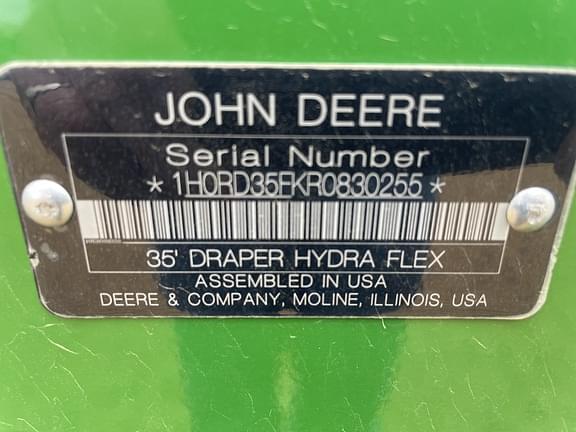 JOHN DEERE
Serial Number
*1H0RD35FKR0830255*
35' DRAPER HYDRA FLEX
ASSEMBLED IN USA
DEERE & COMPANY, MOLINE, ILLINOIS, USA